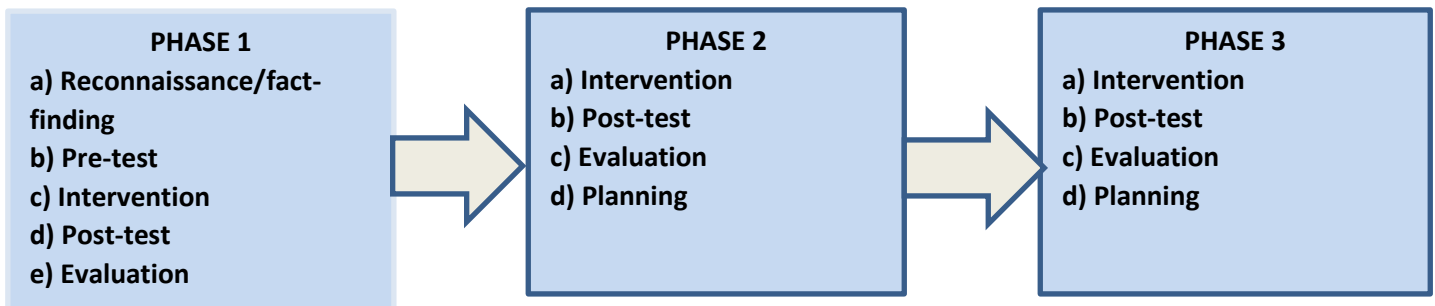 PHASE 1
a) Reconnaissance/fact-
finding
b) Pre-test
c) Intervention
d) Post-test
e) Evaluation
PHASE 2
a) Intervention
b) Post-test
c) Evaluation
d) Planning
PHASE 3
a) Intervention
b) Post-test
c) Evaluation
d) Planning